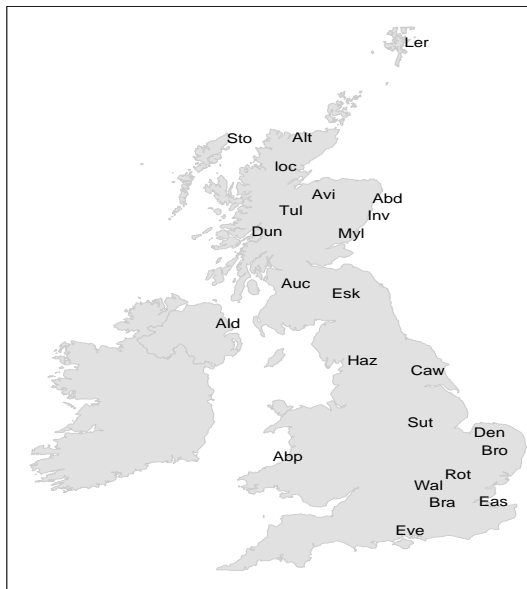 Ler
Sto
Alt
loc
Avi
Abd
Tul
Inv
Dun
Myl
Auc
Esk
Ald
Haz
Caw
Sut
Den
Bro
Abp
Rot
Wal
Bra
Eas
Eve